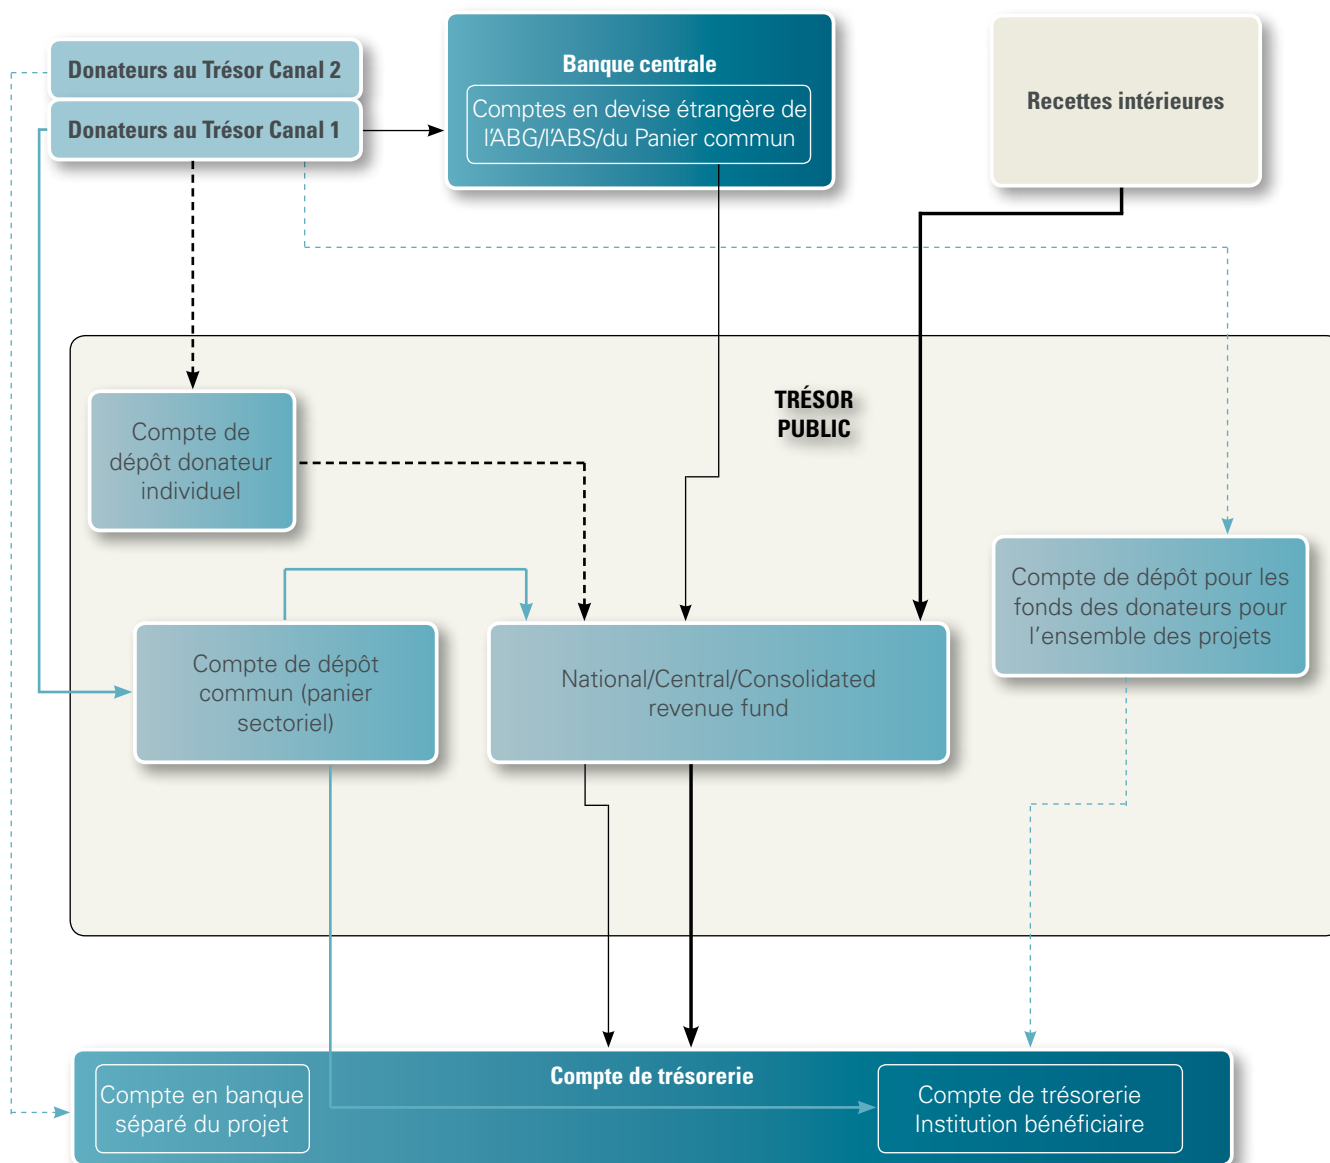 Donateurs au Trésor Canal 2
Donateurs au Trésor Canal 1
Banque centrale
Comptes en devise étrangère de
l'ABG/l'ABS/du Panier commun
Recettes intérieures
TRÉSOR
PUBLIC
Compte de
dépôt donateur
individuel
Compte de dépôt pour les
fonds des donateurs pour
l'ensemble des projets
Compte de dépôt
commun (panier
sectoriel)
National/Central/Consolidated
revenue fund
Compte de trésorerie
Compte en banque
séparé du projet
Compte de trésorerie
Institution bénéficiaire